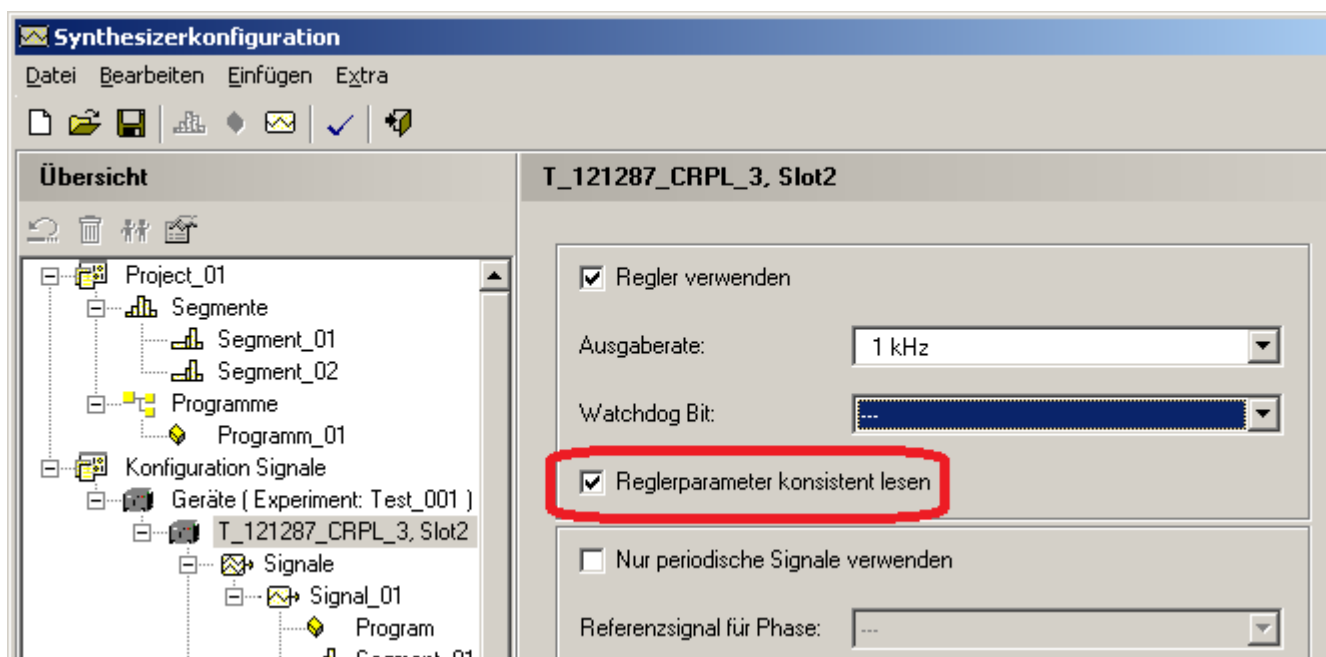 Synthesizerkonfiguration
Datei Bearbeiten Einfügen Extra
Übersicht
T_121287_CRPL_3, Slot2
Project_01
Segmente
Segment_01
Segment_02
Programme
Programm_01
Konfiguration Signale
Geräte ( Experiment: Test_001 )
T_121287_CRPL_3, Slot2
Signale
Signal_01
Program
Segment_01
Regler verwenden
Ausgaberate: 1 kHz
Watchdog Bit: ---
Reglerparameter konsistent lesen
Nur periodische Signale verwenden
Referenzsignal für Phase: ---